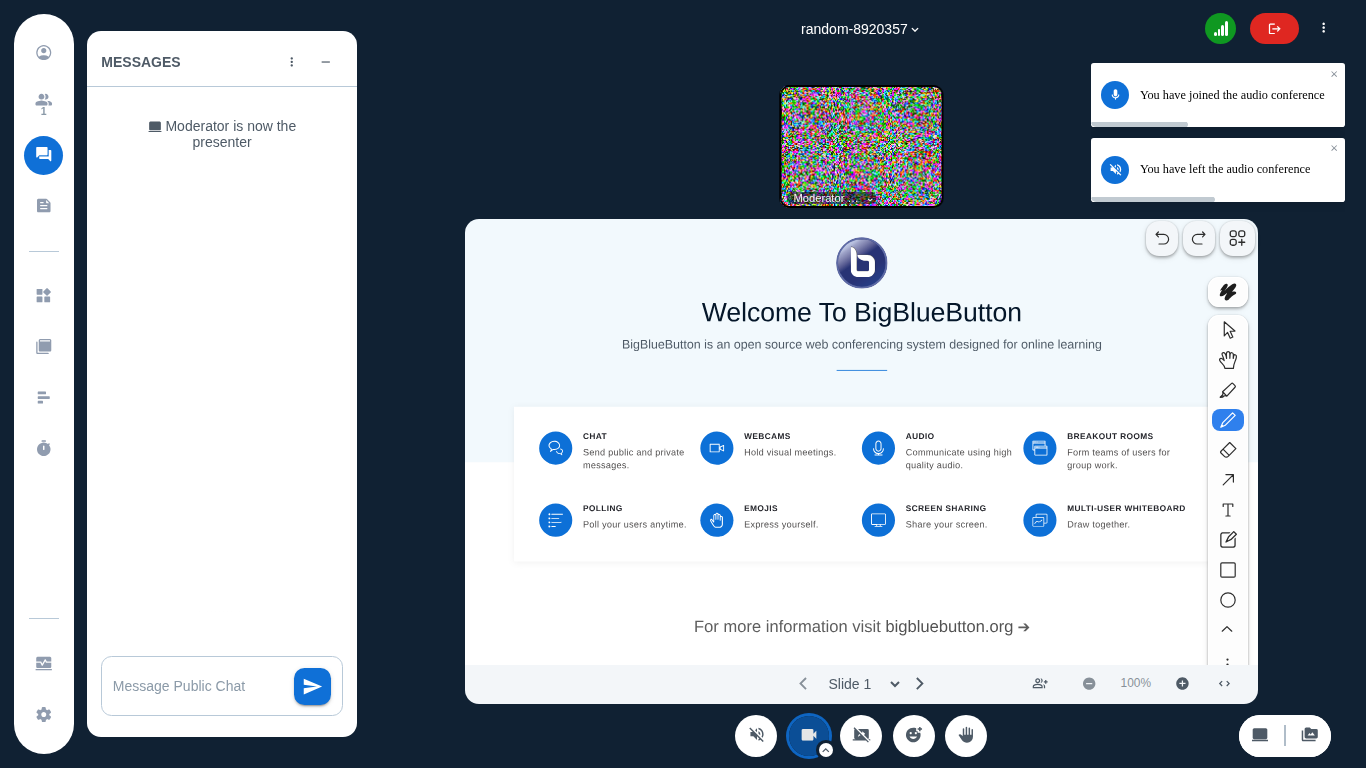 random-8920357
MESSAGES
1
Moderator is now the
presenter
Message Public Chat
You have joined the audio conference
You have left the audio conference
Moderator ...
Welcome To BigBlueButton
BigBlueButton is an open source web conferencing system designed for online learning
CHAT
Send public and private
messages.
WEBCAMS
Hold visual meetings.
AUDIO
Communicate using high
quality audio.
BREAKOUT ROOMS
Form teams of users for
group work.
POLLING
Poll your users anytime.
EMOJIS
Express yourself.
SCREEN SHARING
Share your screen.
MULTI-USER WHITEBOARD
Draw together.
For more information visit bigbluebutton.org →
Slide 1
100%